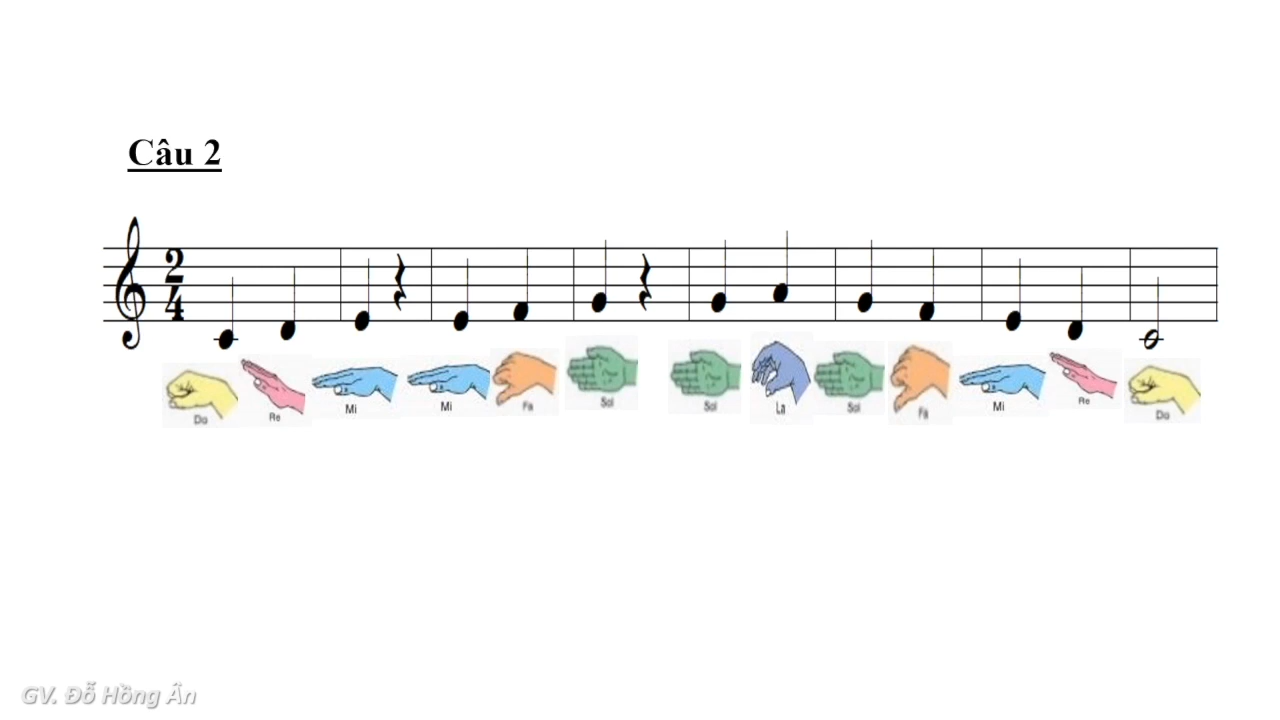 Câu 2
2
4
Do Re Mi Mi Fa Sol Sol La Sol Fa Mi Re Do
GV. Đỗ Hồng Ân